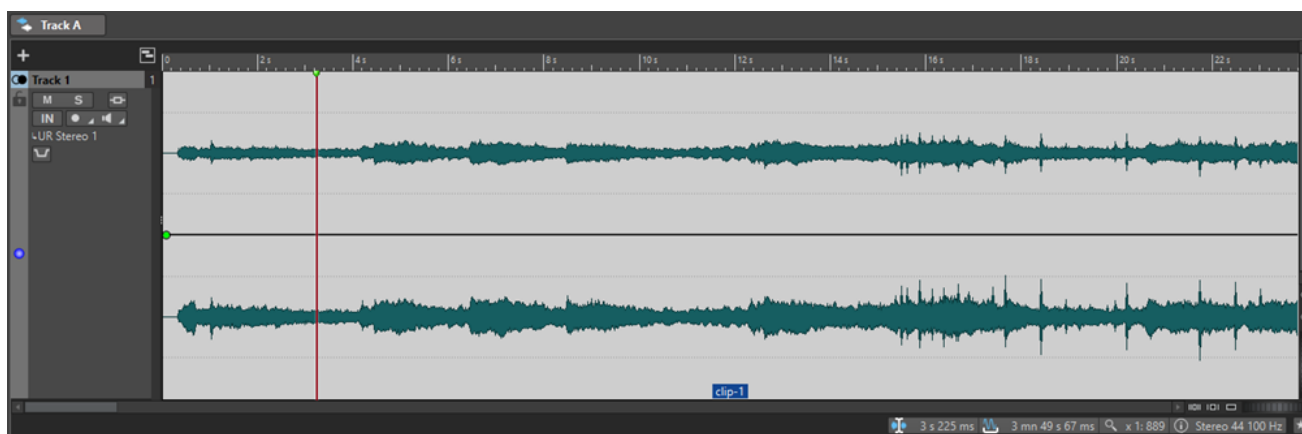 Track A
0 2 s 4 s 6 s 8 s 10 s 12 s 14 s 16 s 18 s 20 s 22 s
Track 1 1
M S
IN
UR Stereo 1
clip-1
3 s 225 ms 3 mn 49 s 67 ms x 1: 889 Stereo 44 100 Hz